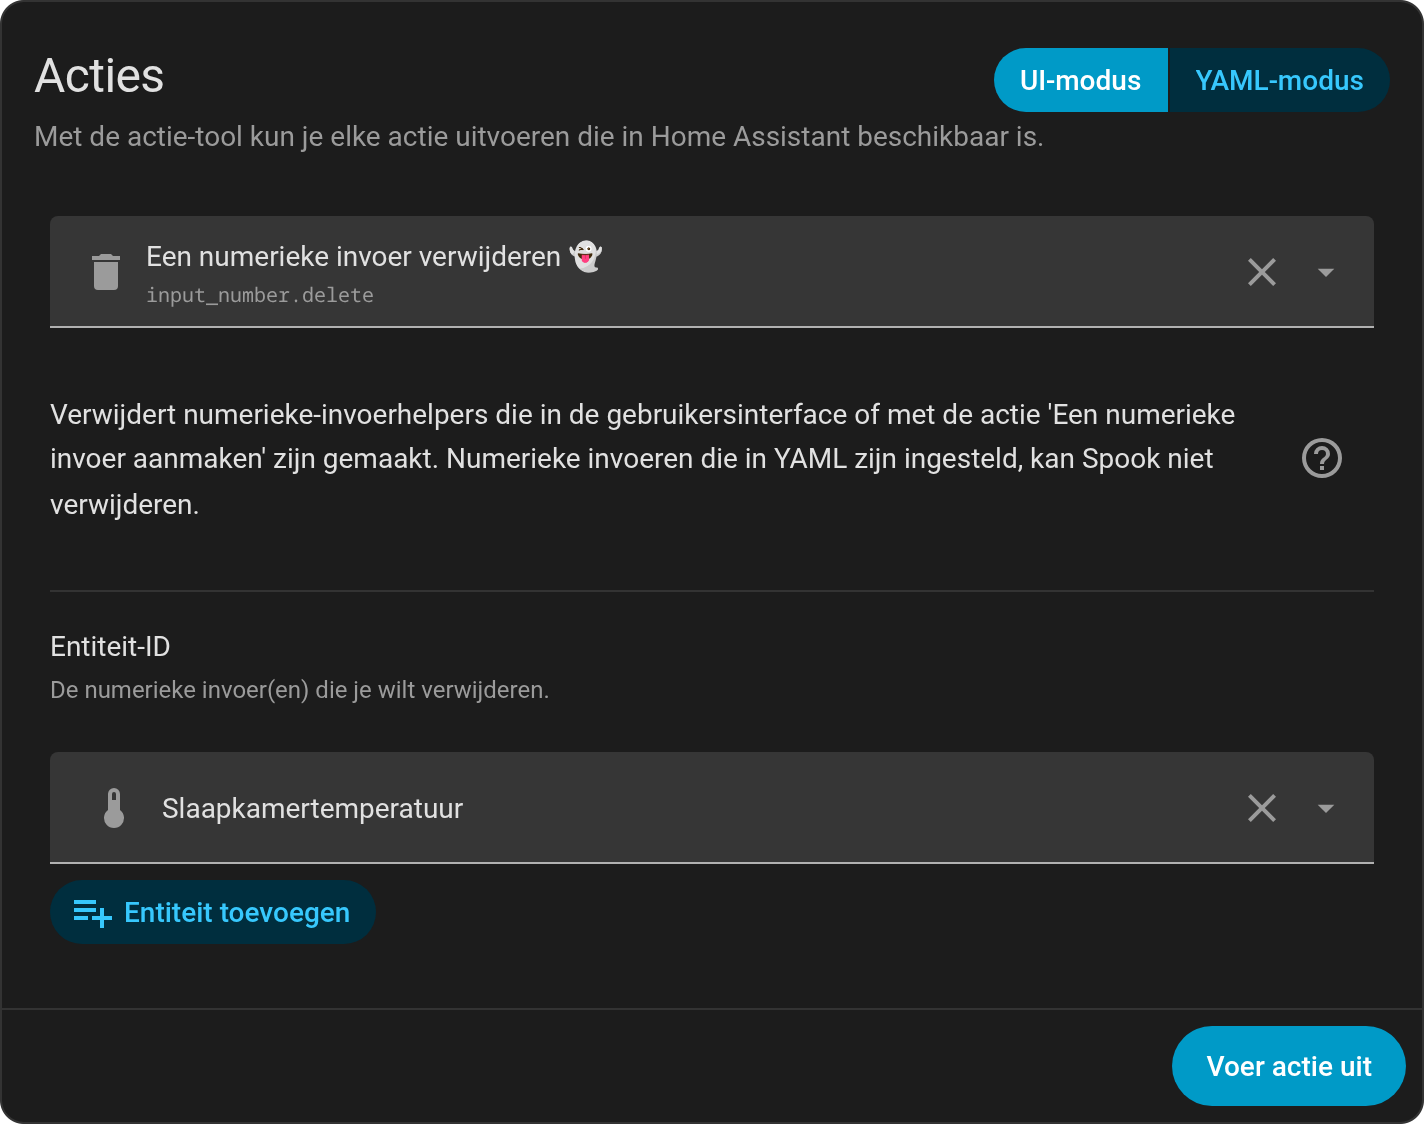 Acties
UI-modus
YAML-modus
Met de actie-tool kun je elke actie uitvoeren die in Home Assistant beschikbaar is.
Een numerieke invoer verwijderen 👻
input_number.delete
Verwijdert numerieke-invoerhelpers die in de gebruikersinterface of met de actie 'Een numerieke
invoer aanmaken' zijn gemaakt. Numerieke invoeren die in YAML zijn ingesteld, kan Spook niet
verwijderen.
Entiteit-ID
De numerieke invoer(en) die je wilt verwijderen.
Slaapkamertemperatuur
Entiteit toevoegen
Voer actie uit